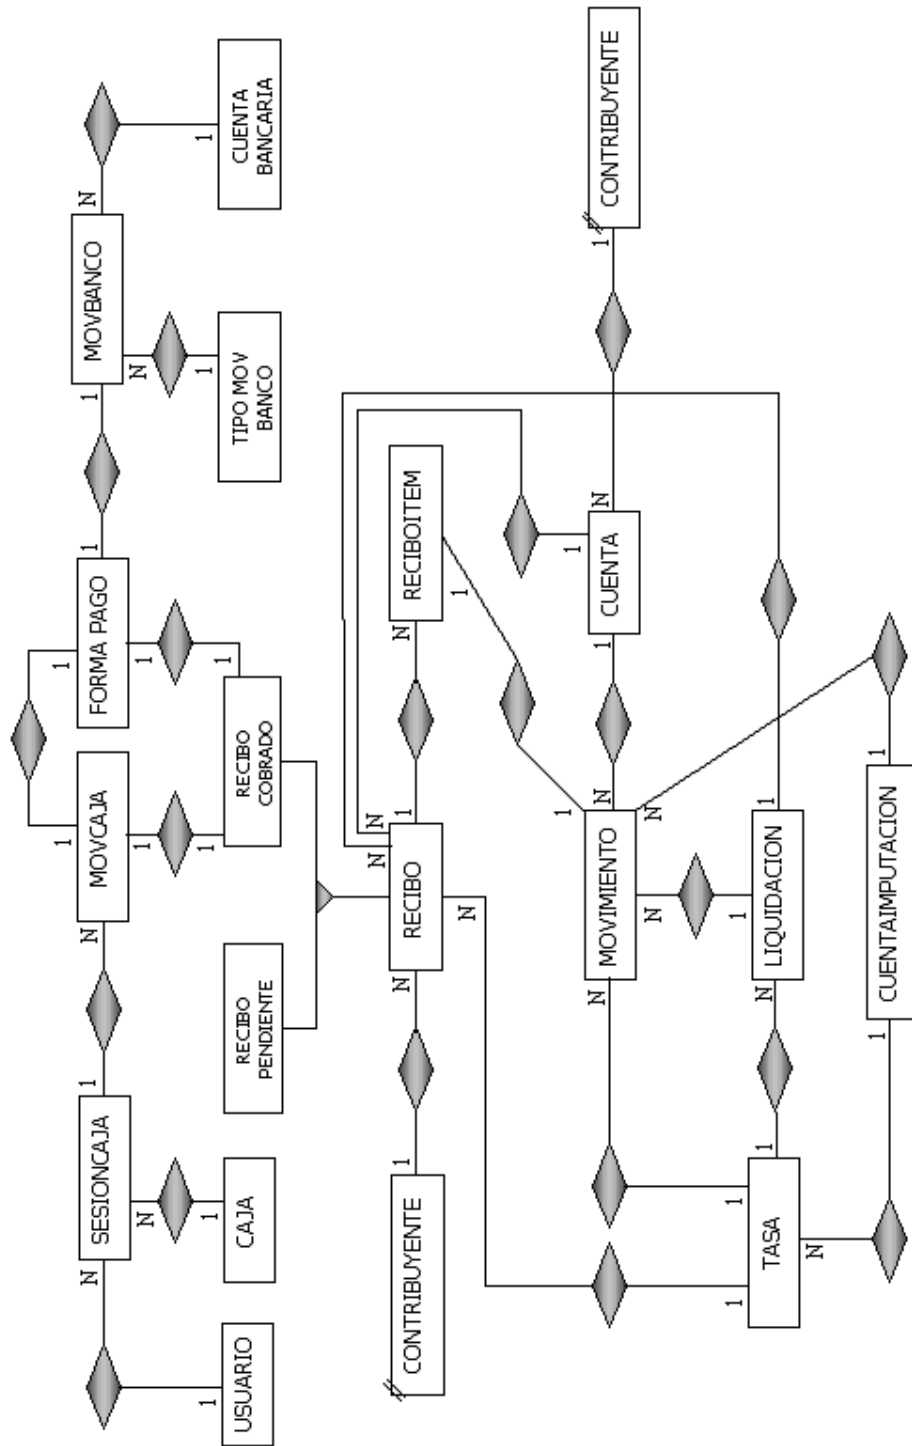 1 1
N 1 N 1 1 N
SESIONCAJA MOVCAJA FORMA PAGO MOVBANCO
N 1 1 N
1 1 1 1 1 1
USUARIO
CAJA
RECIBO
PENDIENTE
RECIBO
COBRADO
TIPO MOV
BANCO
CUENTA
BANCARIA
N N
1 N 1 N
CONTRIBUYENTE RECIBO RECIBOITEM
N 1
1 1
N N 1 N 1
MOVIMIENTO CUENTA CONTRIBUYENTE
N N
1 1 1
1 N 1
TASA LIQUIDACION
N
1 1
CUENTAIMPUTACION